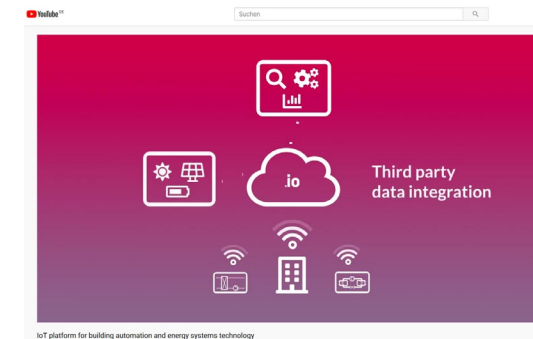 YouTube DE
Suchen
.io
Third party
data integration
IoT platform for building automation and energy systems technology